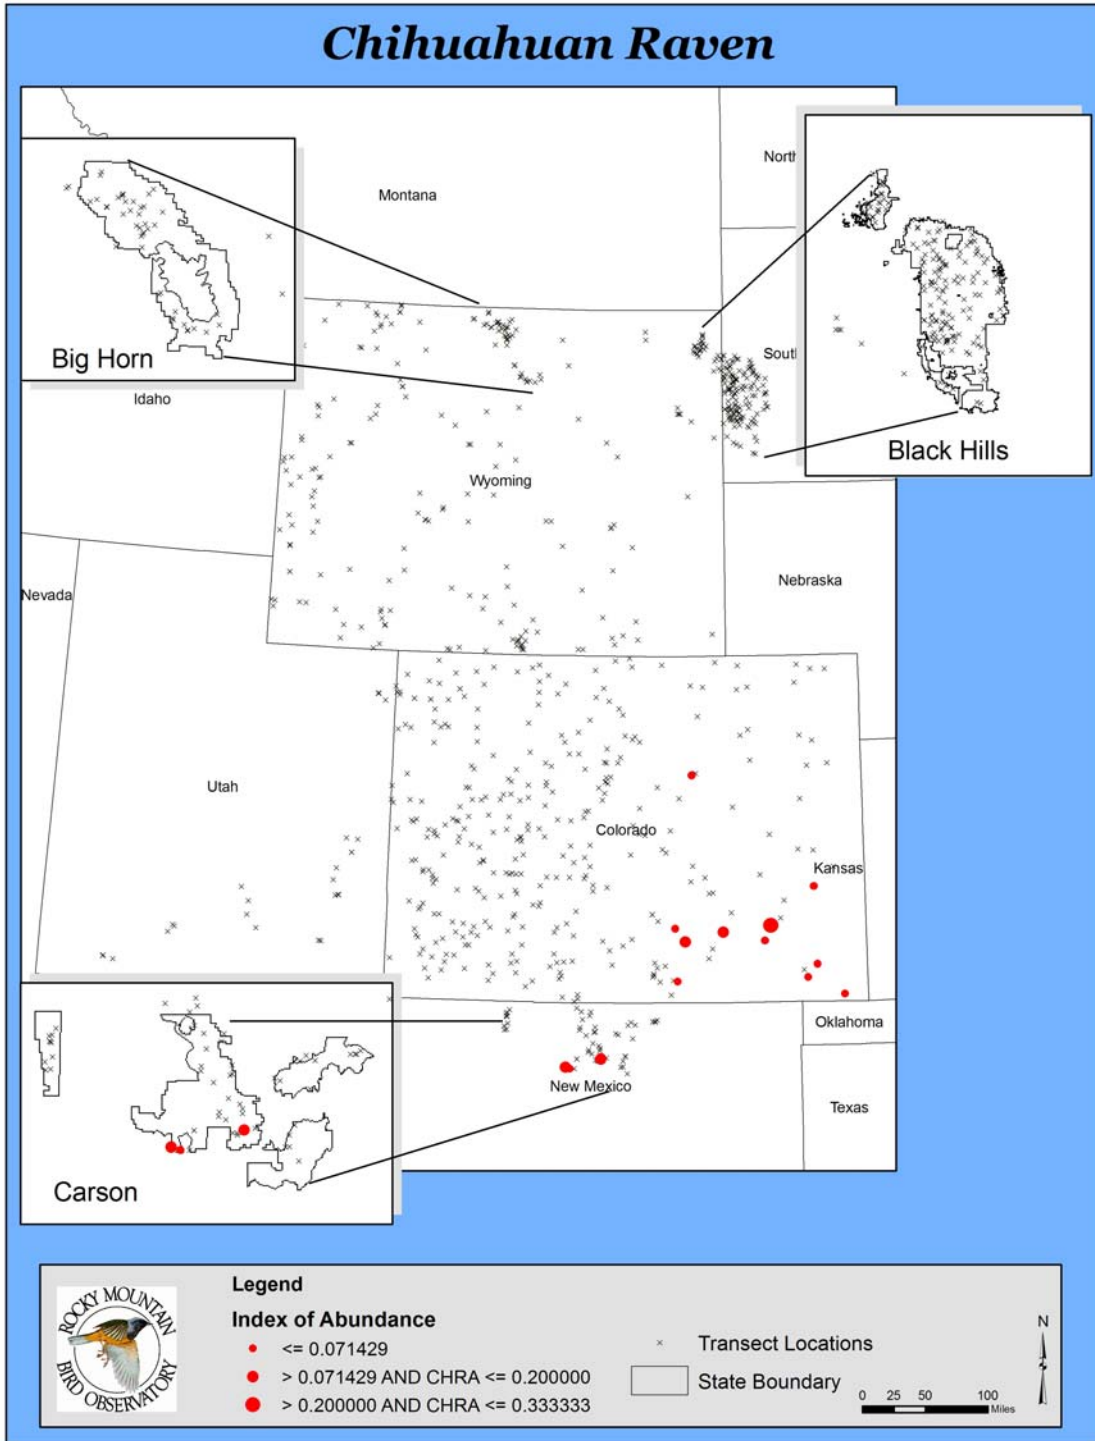 Chihuahuan Raven
North
Montana
Big Horn
Idaho
South
Black Hills
Wyoming
Nebraska
Nevada
Utah
Colorado
Kansas
Oklahoma
New Mexico
Texas
Carson
Legend
Index of Abundance
<= 0.071429
> 0.071429 AND CHRA <= 0.200000
> 0.200000 AND CHRA <= 0.333333
Transect Locations
State Boundary
N
0 25 50 100
Miles
ROCKY MOUNTAIN
BIRD OBSERVATORY